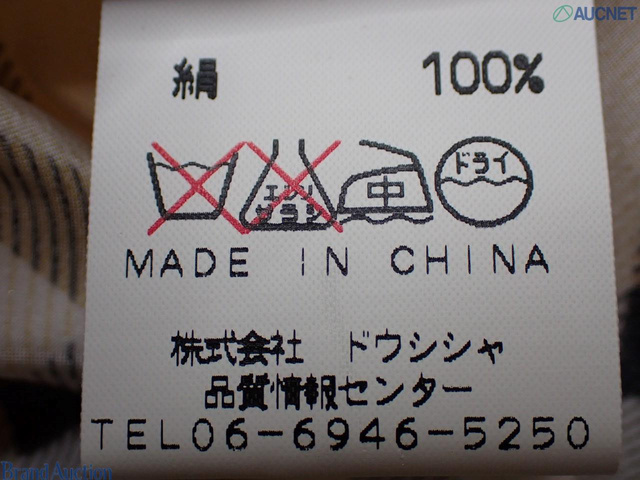 AUCNET
絹 100%
エンソ サラシ 中 ドライ
MADE IN CHINA
株式会社 ドウシシャ
品質情報センター
TEL06-6946-5250
Brand Auction